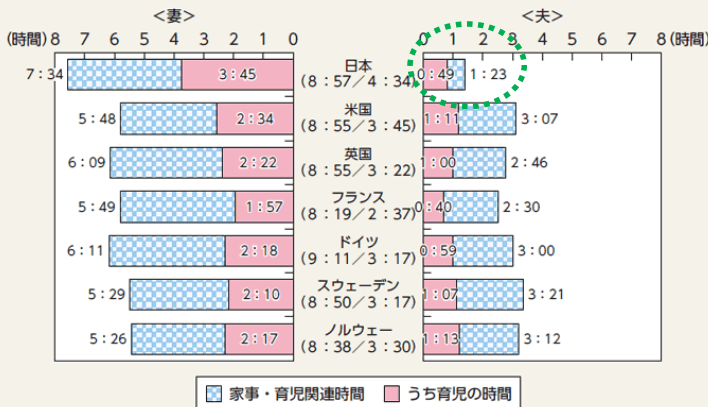 <妻> <夫>
(時間) 8 7 6 5 4 3 2 1 0 0 1 2 3 4 5 6 7 8 (時間)
7：34 3：45 日本 0：49 1：23
(8：57／4：34)
5：48 2：34 米国 1：11 3：07
(8：55／3：45)
6：09 2：22 英国 1：00 2：46
(8：55／3：22)
5：49 1：57 フランス 0：40 2：30
(8：19／2：37)
6：11 2：18 ドイツ 0：59 3：00
(9：11／3：17)
5：29 2：10 スウェーデン 1：07 3：21
(8：50／3：17)
5：26 2：17 ノルウェー 1：13 3：12
(8：38／3：30)
家事・育児関連時間 うち育児の時間